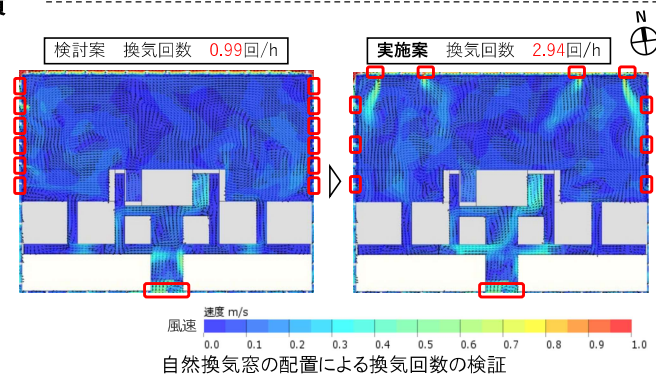 N
検討案 換気回数 0.99回/h
実施案 換気回数 2.94回/h
速度 m/s
風速
0.0 0.1 0.2 0.3 0.4 0.5 0.6 0.7 0.8 0.9 1.0
自然換気窓の配置による換気回数の検証